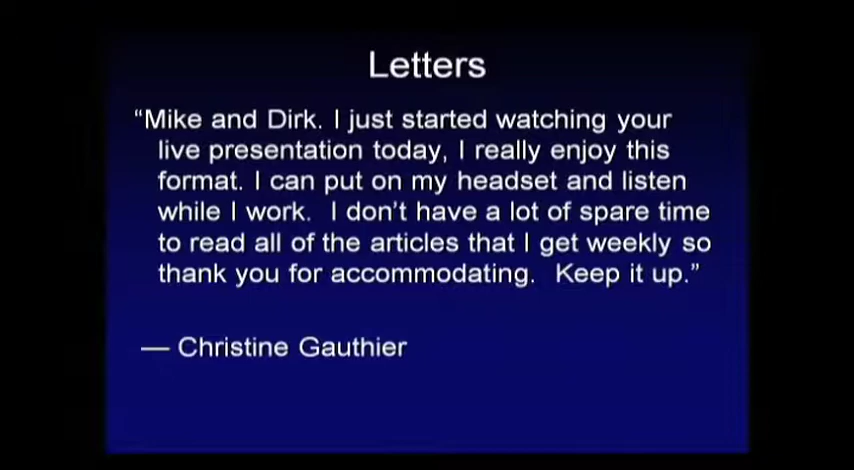 Letters
“Mike and Dirk. I just started watching your
live presentation today, I really enjoy this
format. I can put on my headset and listen
while I work.  I don’t have a lot of spare time
to read all of the articles that I get weekly so
thank you for accommodating.  Keep it up.”
— Christine Gauthier